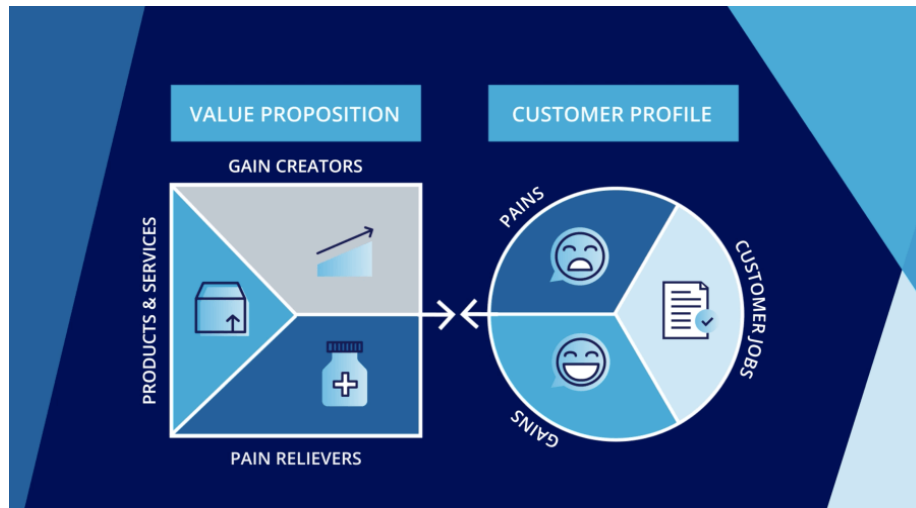 VALUE PROPOSITION
CUSTOMER PROFILE
GAIN CREATORS
PRODUCTS & SERVICES
PAIN RELIEVERS
PAINS
CUSTOMER JOBS
GAINS